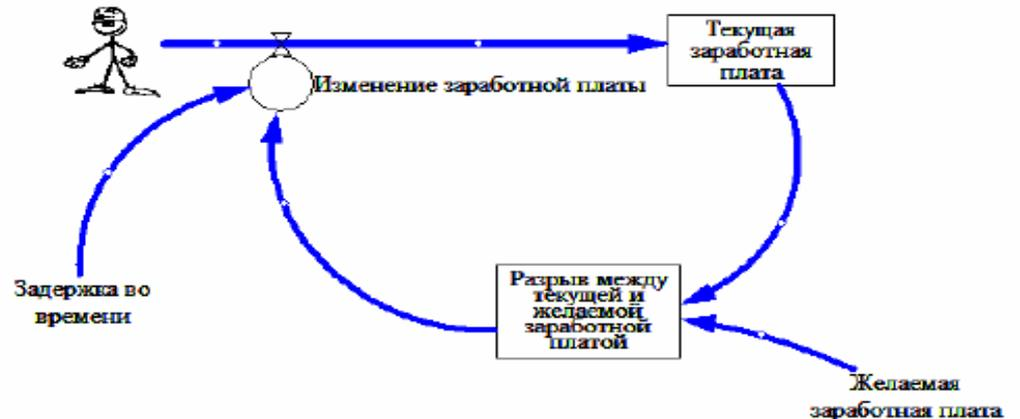 Текущая
заработная
плата
Изменение заработной платы
Задержка во
времени
Разрыв между
текущей и
желаемой
заработной
платой
Желаемая
заработная плата